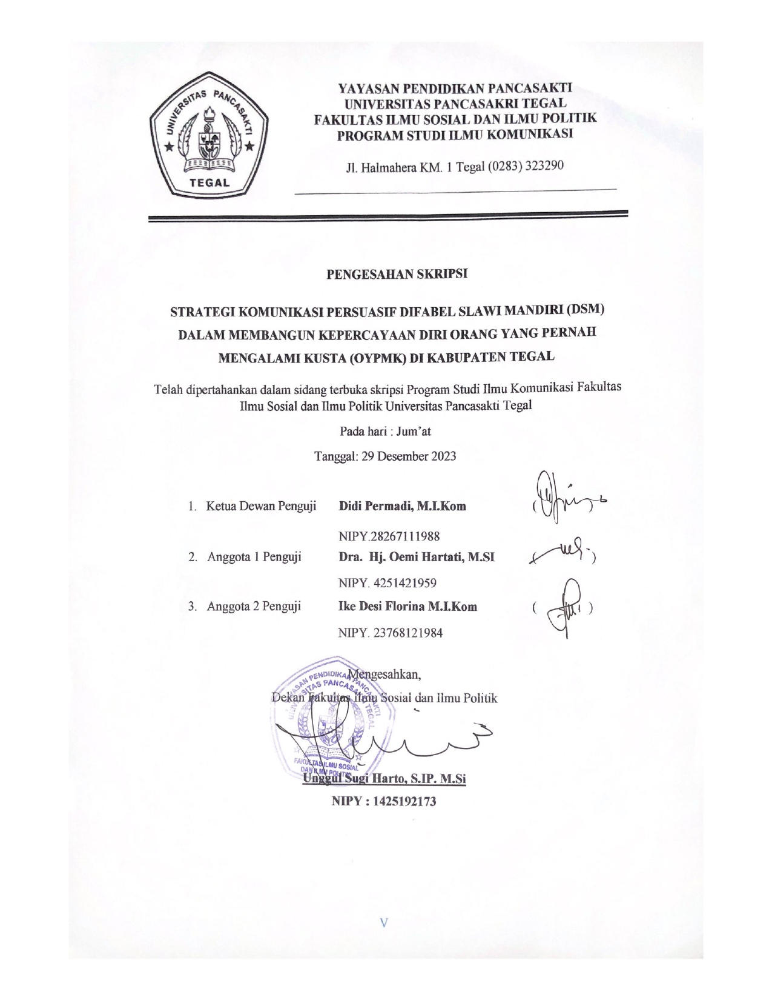 UNIVERSITAS PANCASAKTI
TEGAL
YAYASAN PENDIDIKAN PANCASAKTI
UNIVERSITAS PANCASAKRI TEGAL
FAKULTAS ILMU SOSIAL DAN ILMU POLITIK
PROGRAM STUDI ILMU KOMUNIKASI
Jl. Halmahera KM. 1 Tegal (0283) 323290
PENGESAHAN SKRIPSI
STRATEGI KOMUNIKASI PERSUASIF DIFABEL SLAWI MANDIRI (DSM)
DALAM MEMBANGUN KEPERCAYAAN DIRI ORANG YANG PERNAH
MENGALAMI KUSTA (OYPMK) DI KABUPATEN TEGAL
Telah dipertahankan dalam sidang terbuka skripsi Program Studi Ilmu Komunikasi Fakultas
Ilmu Sosial dan Ilmu Politik Universitas Pancasakti Tegal
Pada hari : Jum’at
Tanggal: 29 Desember 2023
1. Ketua Dewan Penguji Didi Permadi, M.I.Kom ( )
NIPY.28267111988
2. Anggota 1 Penguji Dra. Hj. Oemi Hartati, M.SI ( )
NIPY. 4251421959
3. Anggota 2 Penguji Ike Desi Florina M.I.Kom ( )
NIPY. 23768121984
Mengesahkan,
Dekan Fakultas Ilmu Sosial dan Ilmu Politik
YAYASAN PENDIDIKAN PANCASAKTI
UNIVERSITAS PANCASAKTI TEGAL
FAKULTAS ILMU SOSIAL
DAN ILMU POLITIK
Unggul Sugi Harto, S.IP. M.Si
NIPY : 1425192173
V